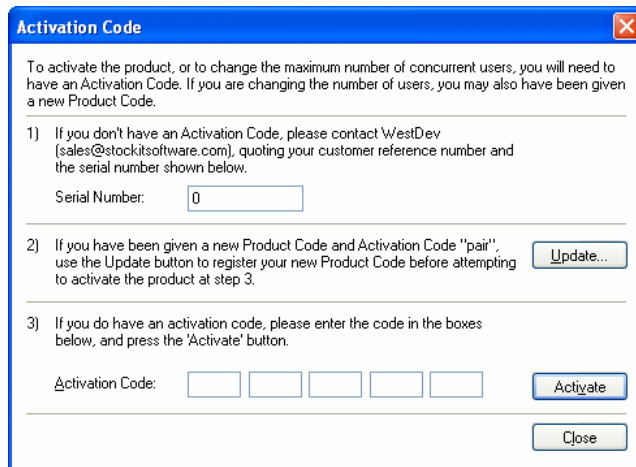 Activation Code
To activate the product, or to change the maximum number of concurrent users, you will need to
have an Activation Code. If you are changing the number of users, you may also have been given
a new Product Code.
1) If you don't have an Activation Code, please contact WestDev
(sales@stockitsoftware.com), quoting your customer reference number and
the serial number shown below.
Serial Number: 0
2) If you have been given a new Product Code and Activation Code "pair",
use the Update button to register your new Product Code before attempting
to activate the product at step 3.
Update...
3) If you do have an activation code, please enter the code in the boxes
below, and press the 'Activate' button.
Activation Code:
Activate
Close